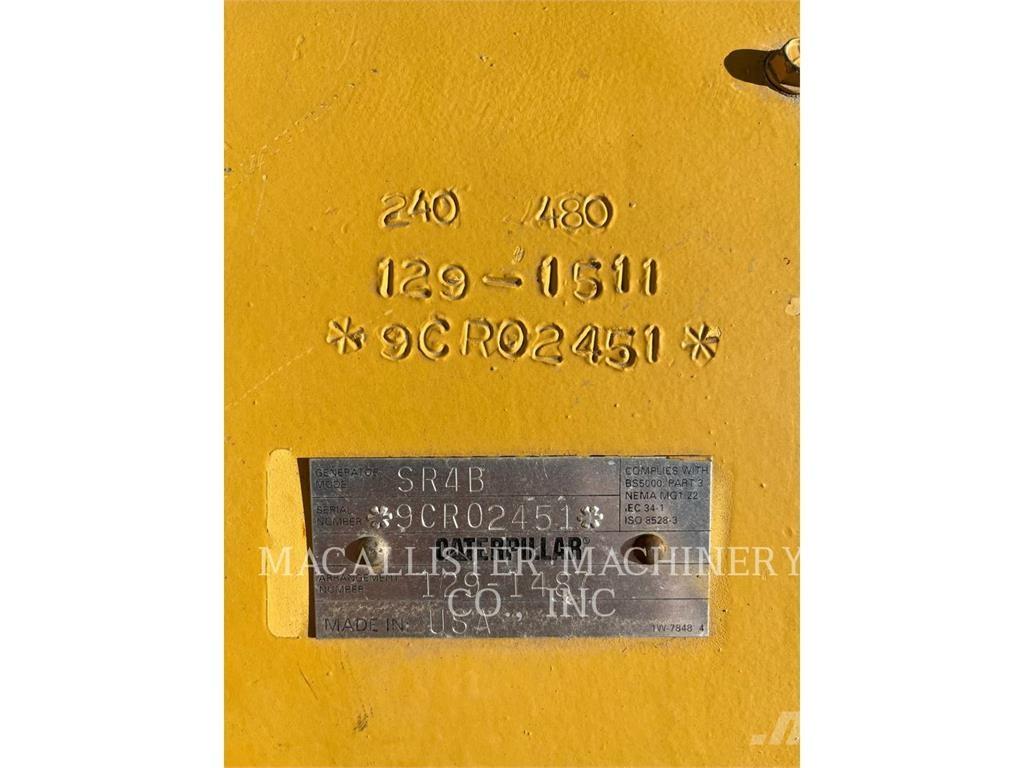 240 480
129-1511
*9CR02451*
GENERATOR MODEL SR4B
COMPLIES WITH
BS5000, PART 3
NEMA MG1.22
IEC 34-1
ISO 8528-3
SERIAL NUMBER *9CR02451*
CATERPILLAR®
MACALLISTER MACHINERY
CO., INC
ARRANGEMENT NUMBER 129-1487
MADE IN USA
1W-7848 4